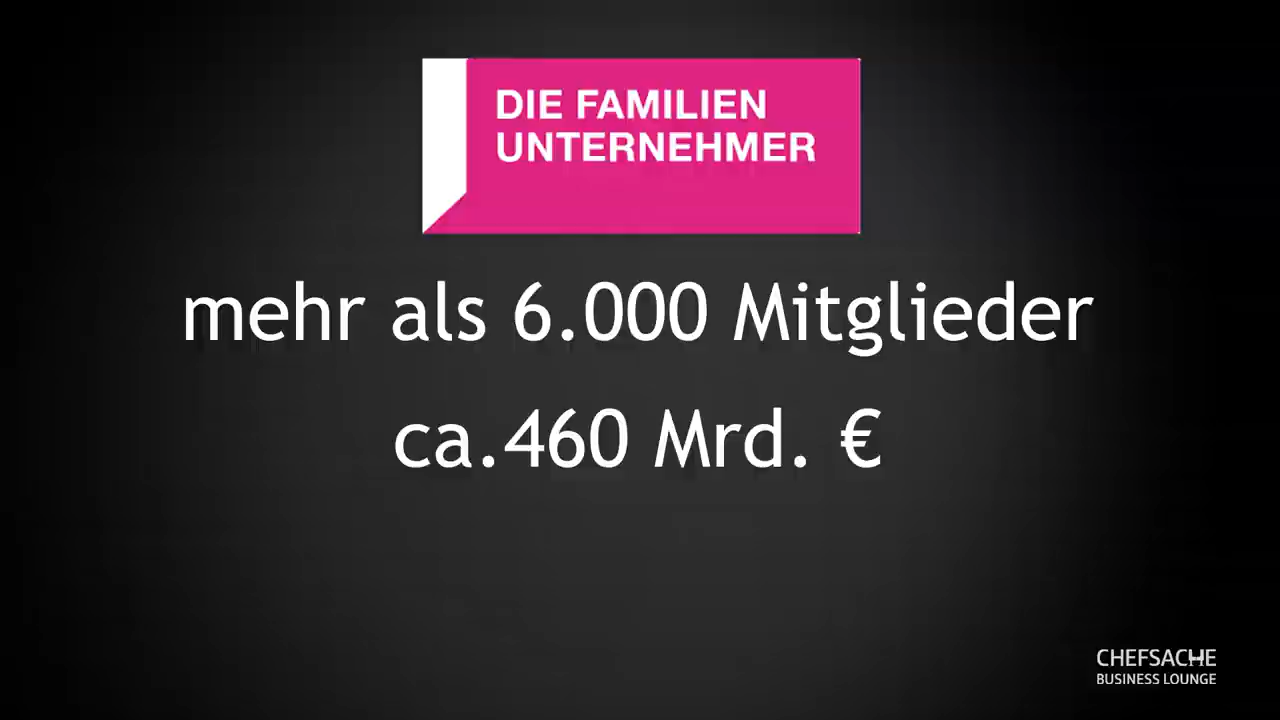 DIE FAMILIEN
UNTERNEHMER
mehr als 6.000 Mitglieder
ca.460 Mrd. €
CHEFSACHE
BUSINESS LOUNGE